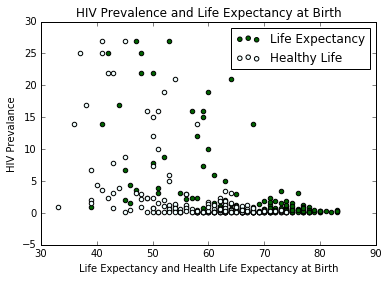 HIV Prevalence and Life Expectancy at Birth
30
25
20
15
10
5
0
−5
HIV Prevalance
Life Expectancy
Healthy Life
30 40 50 60 70 80 90
Life Expectancy and Health Life Expectancy at Birth